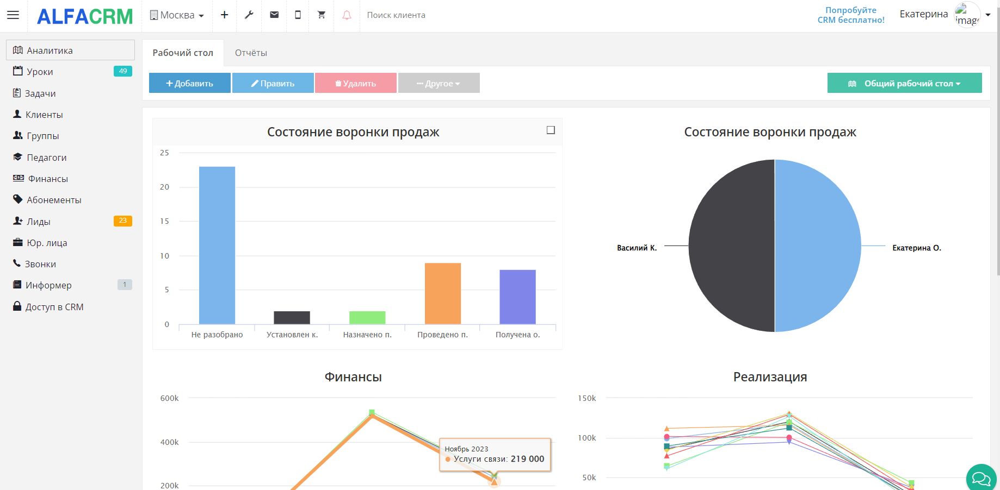 ALFACRM
Москва
Поиск клиента
Попробуйте
CRM бесплатно!
Екатерина
Аналитика
Уроки 49
Задачи
Клиенты
Группы
Педагоги
Финансы
Абонементы
Лиды 23
Юр. лица
Звонки
Информер 1
Доступ в CRM
Рабочий стол Отчёты
Добавить Править Удалить Другое Общий рабочий стол
Состояние воронки продаж
25
20
15
10
5
0
Не разобрано Установлен к. Назначено п. Проведено п. Получена о.
Состояние воронки продаж
Василий К. Екатерина О.
Финансы
600k
400k
200k
Ноябрь 2023
Услуги связи: 219 000
Реализация
150k
100k
50k